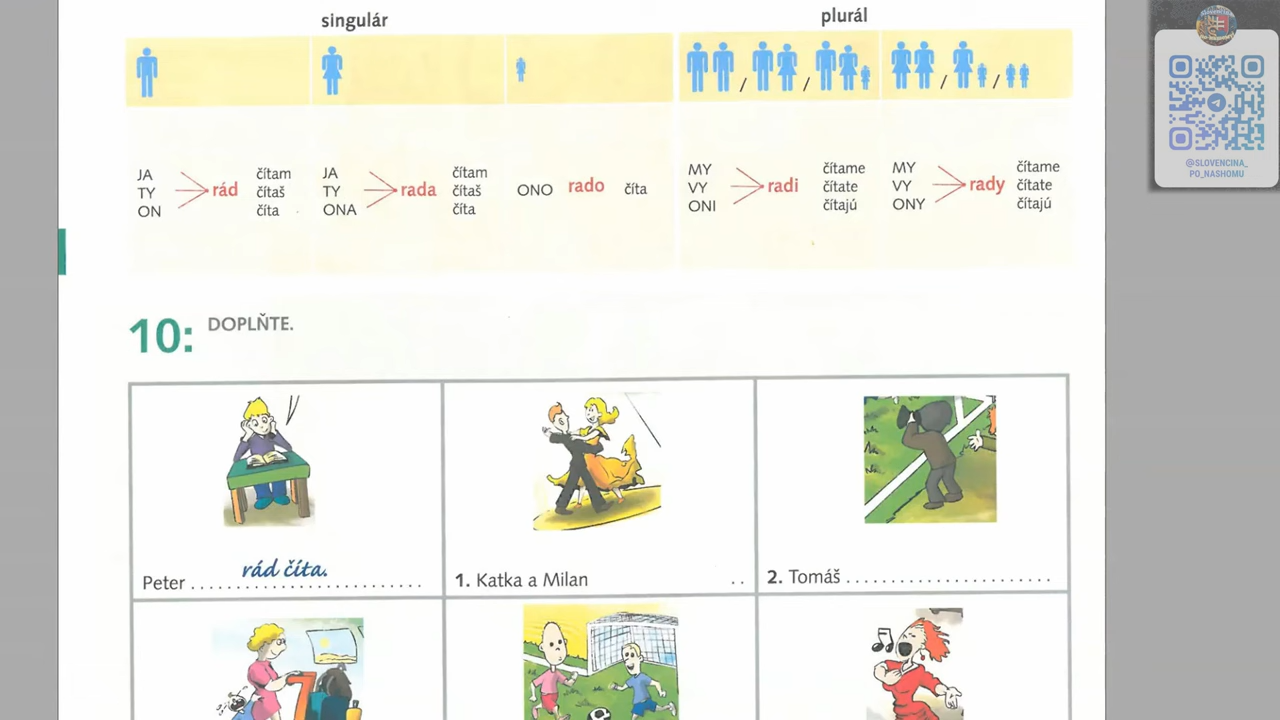 singulár
plurál
JA
TY
ON
rád
čítam
čítaš
číta
JA
TY
ONA
rada
čítam
čítaš
číta
ONO
rado
číta
MY
VY
ONI
radi
čítame
čítate
čítajú
MY
VY
ONY
rady
čítame
čítate
čítajú
10: DOPLŇTE.
Peter rád číta.
1. Katka a Milan ..
2. Tomáš ........................
@SLOVENCINA_
PO_NASHOMU